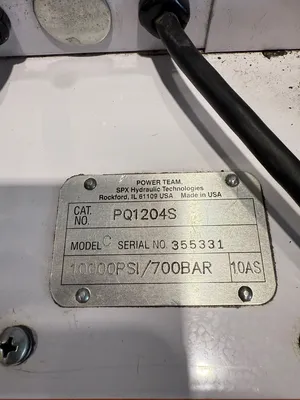 POWER TEAM
SPX Hydraulic Technologies
Rockford, IL 61109 USA Made in USA
CAT. NO. PQ1204S
MODEL C SERIAL NO. 355331
10000PSI/700BAR 10AS